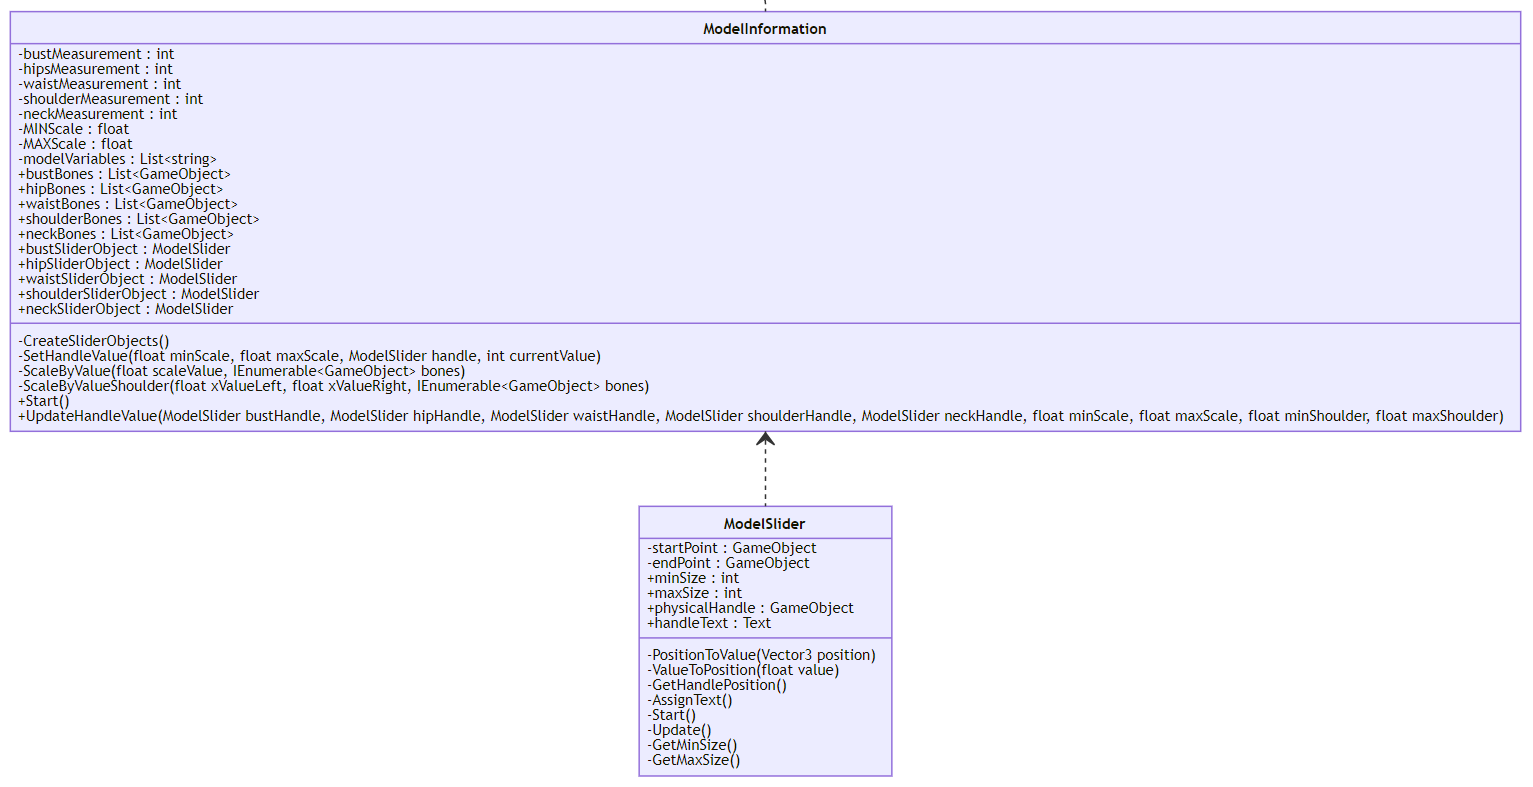 ModelInformation
-bustMeasurement : int
-hipsMeasurement : int
-waistMeasurement : int
-shoulderMeasurement : int
-neckMeasurement : int
-MINScale : float
-MAXScale : float
-modelVariables : List<string>
+bustBones : List<GameObject>
+hipBones : List<GameObject>
+waistBones : List<GameObject>
+shoulderBones : List<GameObject>
+neckBones : List<GameObject>
+bustSliderObject : ModelSlider
+hipSliderObject : ModelSlider
+waistSliderObject : ModelSlider
+shoulderSliderObject : ModelSlider
+neckSliderObject : ModelSlider
-CreateSliderObjects()
-SetHandleValue(float minScale, float maxScale, ModelSlider handle, int currentValue)
-ScaleByValue(float scaleValue, IEnumerable<GameObject> bones)
-ScaleByValueShoulder(float xValueLeft, float xValueRight, IEnumerable<GameObject> bones)
+Start()
+UpdateHandleValue(ModelSlider bustHandle, ModelSlider hipHandle, ModelSlider waistHandle, ModelSlider shoulderHandle, ModelSlider neckHandle, float minScale, float maxScale, float minShoulder, float maxShoulder)
ModelSlider
-startPoint : GameObject
-endPoint : GameObject
+minSize : int
+maxSize : int
+physicalHandle : GameObject
+handleText : Text
-PositionToValue(Vector3 position)
-ValueToPosition(float value)
-GetHandlePosition()
-AssignText()
-Start()
-Update()
-GetMinSize()
-GetMaxSize()